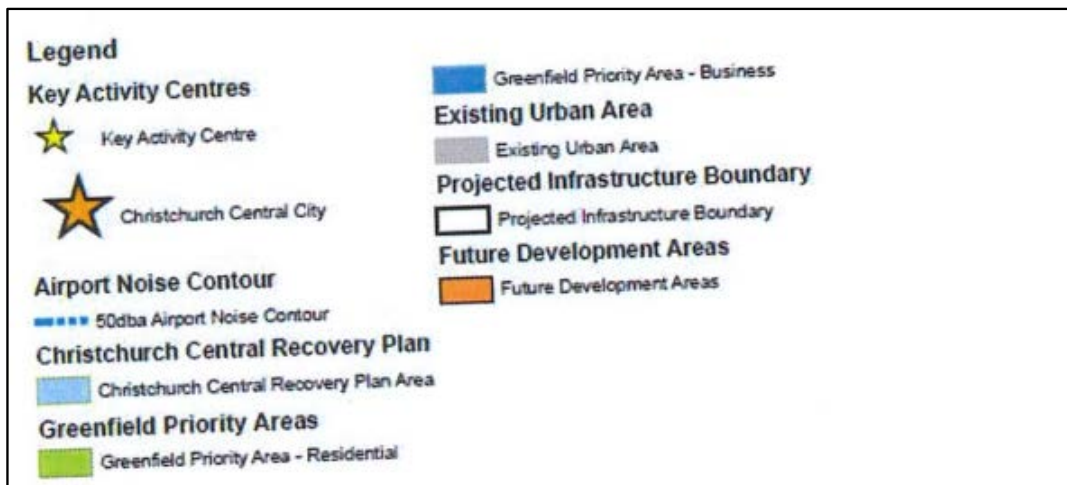 Legend
Key Activity Centres
Key Activity Centre
Christchurch Central City
Airport Noise Contour
50dba Airport Noise Contour
Christchurch Central Recovery Plan
Christchurch Central Recovery Plan Area
Greenfield Priority Areas
Greenfield Priority Area - Residential
Greenfield Priority Area - Business
Existing Urban Area
Existing Urban Area
Projected Infrastructure Boundary
Projected Infrastructure Boundary
Future Development Areas
Future Development Areas